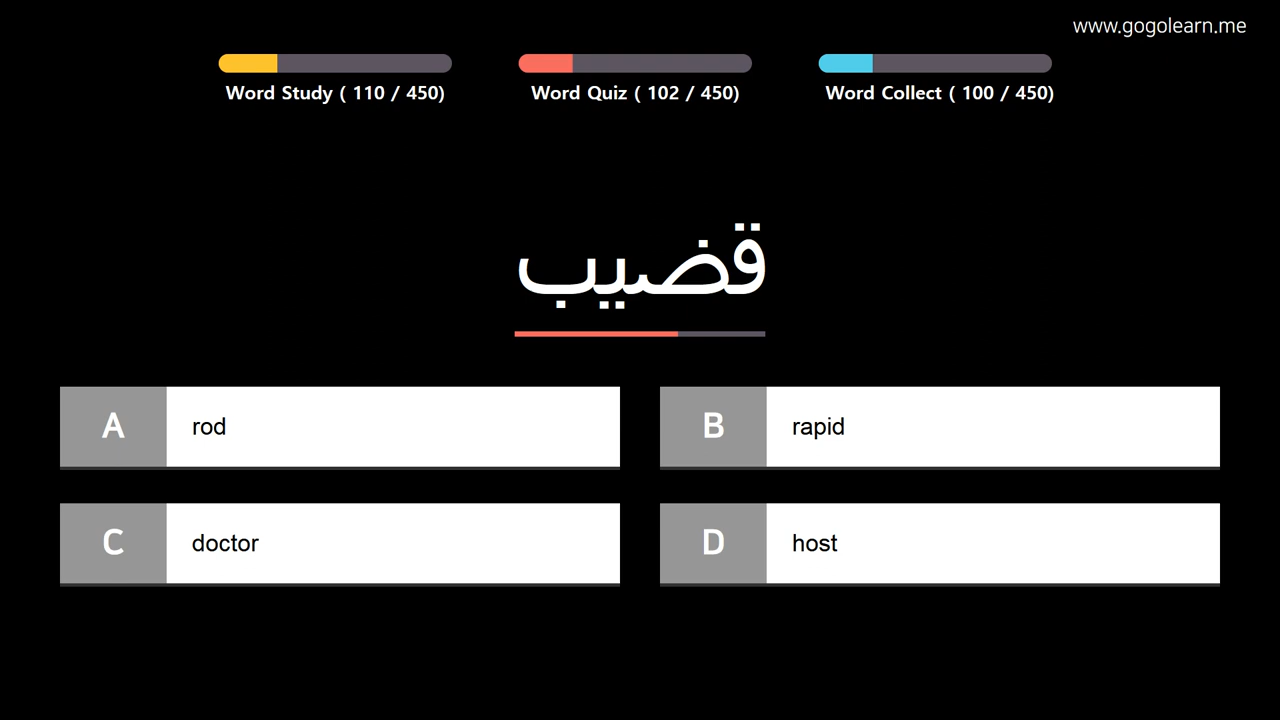 www.gogolearn.me
Word Study ( 110 / 450)
Word Quiz ( 102 / 450)
Word Collect ( 100 / 450)
قضيب
A rod
B rapid
C doctor
D host